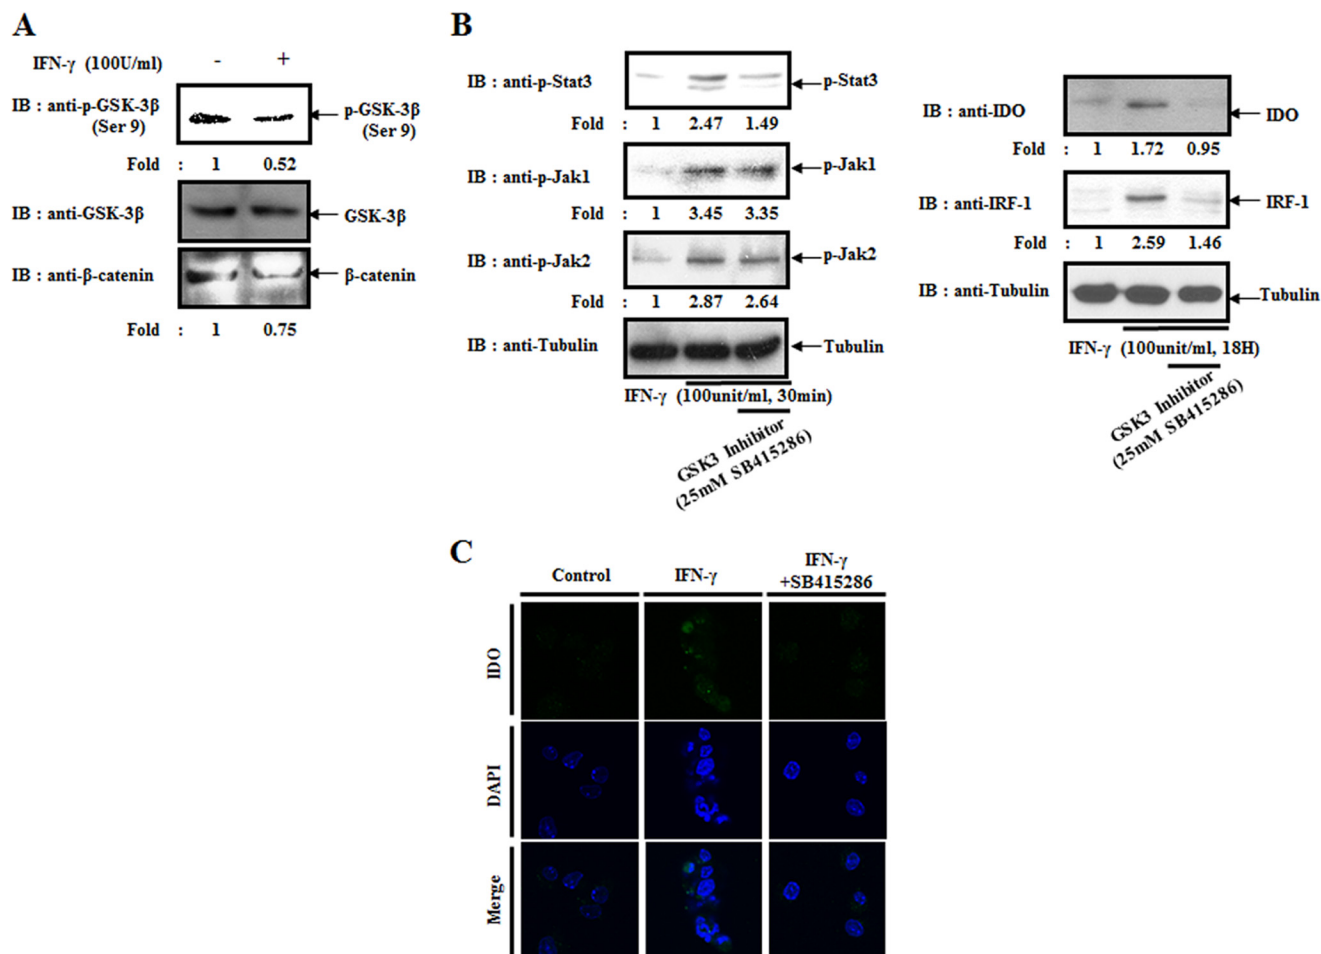 A
IFN-γ (100U/ml) - +
IB : anti-p-GSK-3β
(Ser 9)
p-GSK-3β
(Ser 9)
Fold : 1 0.52
IB : anti-GSK-3β GSK-3β
IB : anti-β-catenin β-catenin
Fold : 1 0.75
B
IB : anti-p-Stat3 p-Stat3
Fold : 1 2.47 1.49
IB : anti-p-Jak1 p-Jak1
Fold : 1 3.45 3.35
IB : anti-p-Jak2 p-Jak2
Fold : 1 2.87 2.64
IB : anti-Tubulin Tubulin
IFN-γ (100unit/ml, 30min)
GSK3 Inhibitor
(25mM SB415286)
IB : anti-IDO IDO
Fold : 1 1.72 0.95
IB : anti-IRF-1 IRF-1
Fold : 1 2.59 1.46
IB : anti-Tubulin Tubulin
IFN-γ (100unit/ml, 18H)
GSK3 Inhibitor
(25mM SB415286)
C
Control IFN-γ IFN-γ
+SB415286
IDO
DAPI
Merge